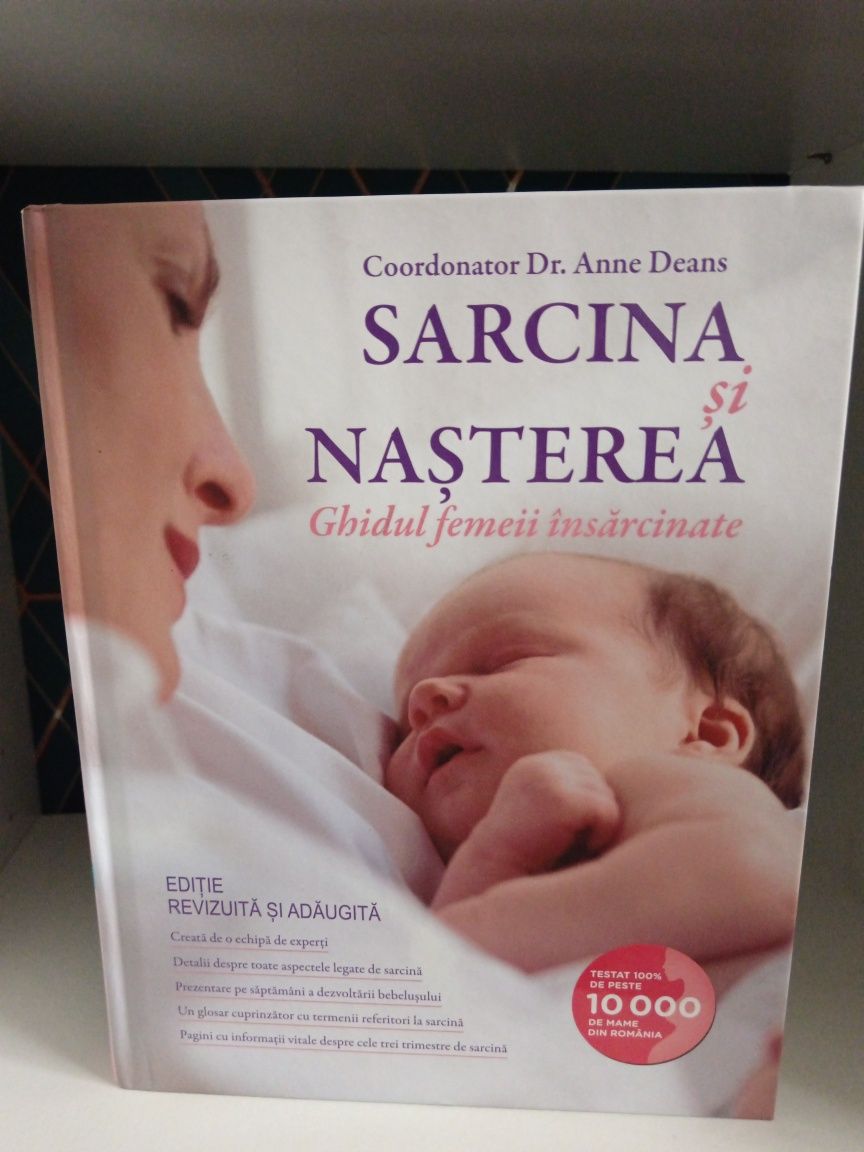 Coordonator Dr. Anne Deans
SARCINA
și
NAȘTEREA
Ghidul femeii însărcinate
EDIȚIE
REVIZUITĂ ȘI ADĂUGITĂ
Creată de o echipă de experți
Detalii despre toate aspectele legate de sarcină
Prezentare pe săptămâni a dezvoltării bebelușului
Un glosar cuprinzător cu termenii referitori la sarcină
Pagini cu informații vitale despre cele trei trimestre de sarcină
TESTAT 100%
DE PESTE
10 000
DE MAME
DIN ROMÂNIA